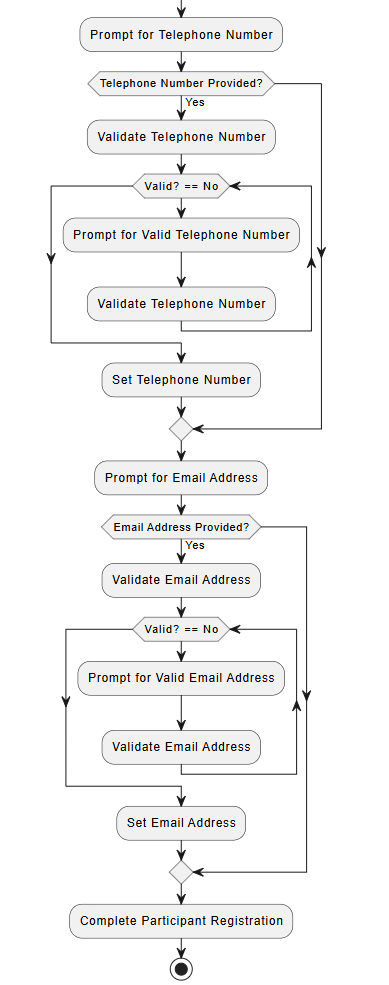 Prompt for Telephone Number
Telephone Number Provided?
Yes
Validate Telephone Number
Valid? == No
Prompt for Valid Telephone Number
Validate Telephone Number
Set Telephone Number
Prompt for Email Address
Email Address Provided?
Yes
Validate Email Address
Valid? == No
Prompt for Valid Email Address
Validate Email Address
Set Email Address
Complete Participant Registration